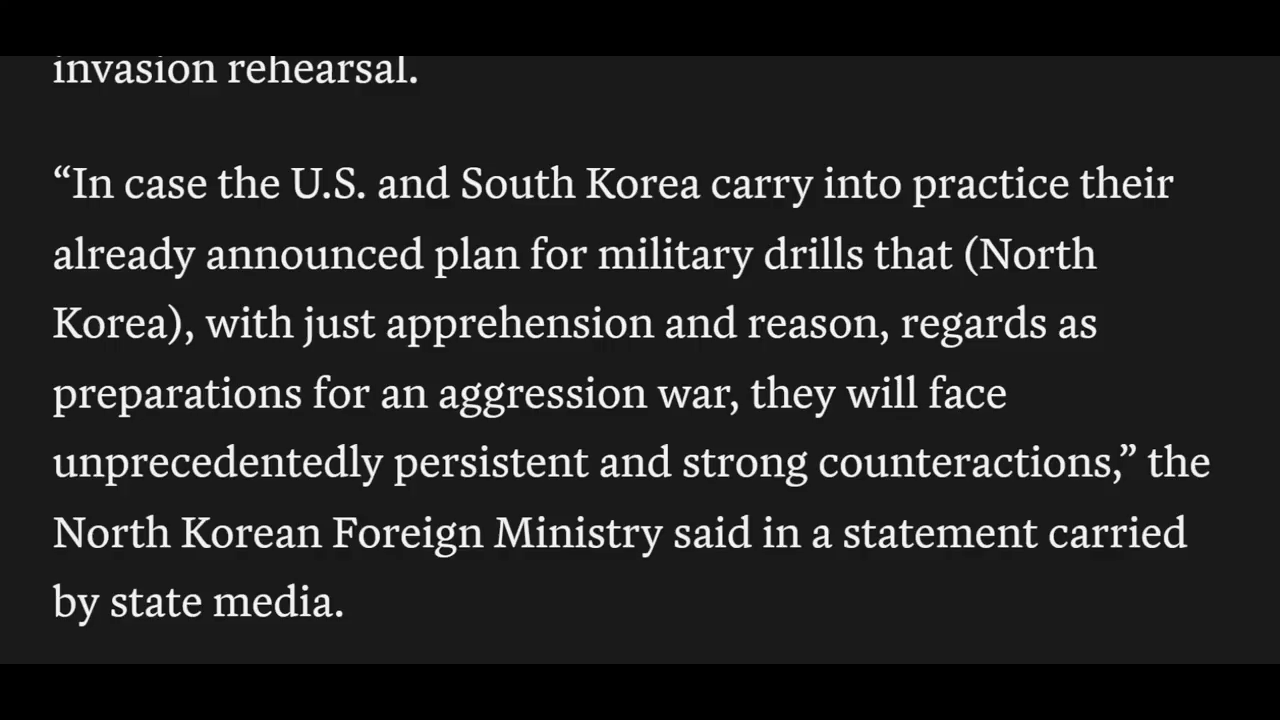 invasion rehearsal.
“In case the U.S. and South Korea carry into practice their
already announced plan for military drills that (North
Korea), with just apprehension and reason, regards as
preparations for an aggression war, they will face
unprecedentedly persistent and strong counteractions,” the
North Korean Foreign Ministry said in a statement carried
by state media.